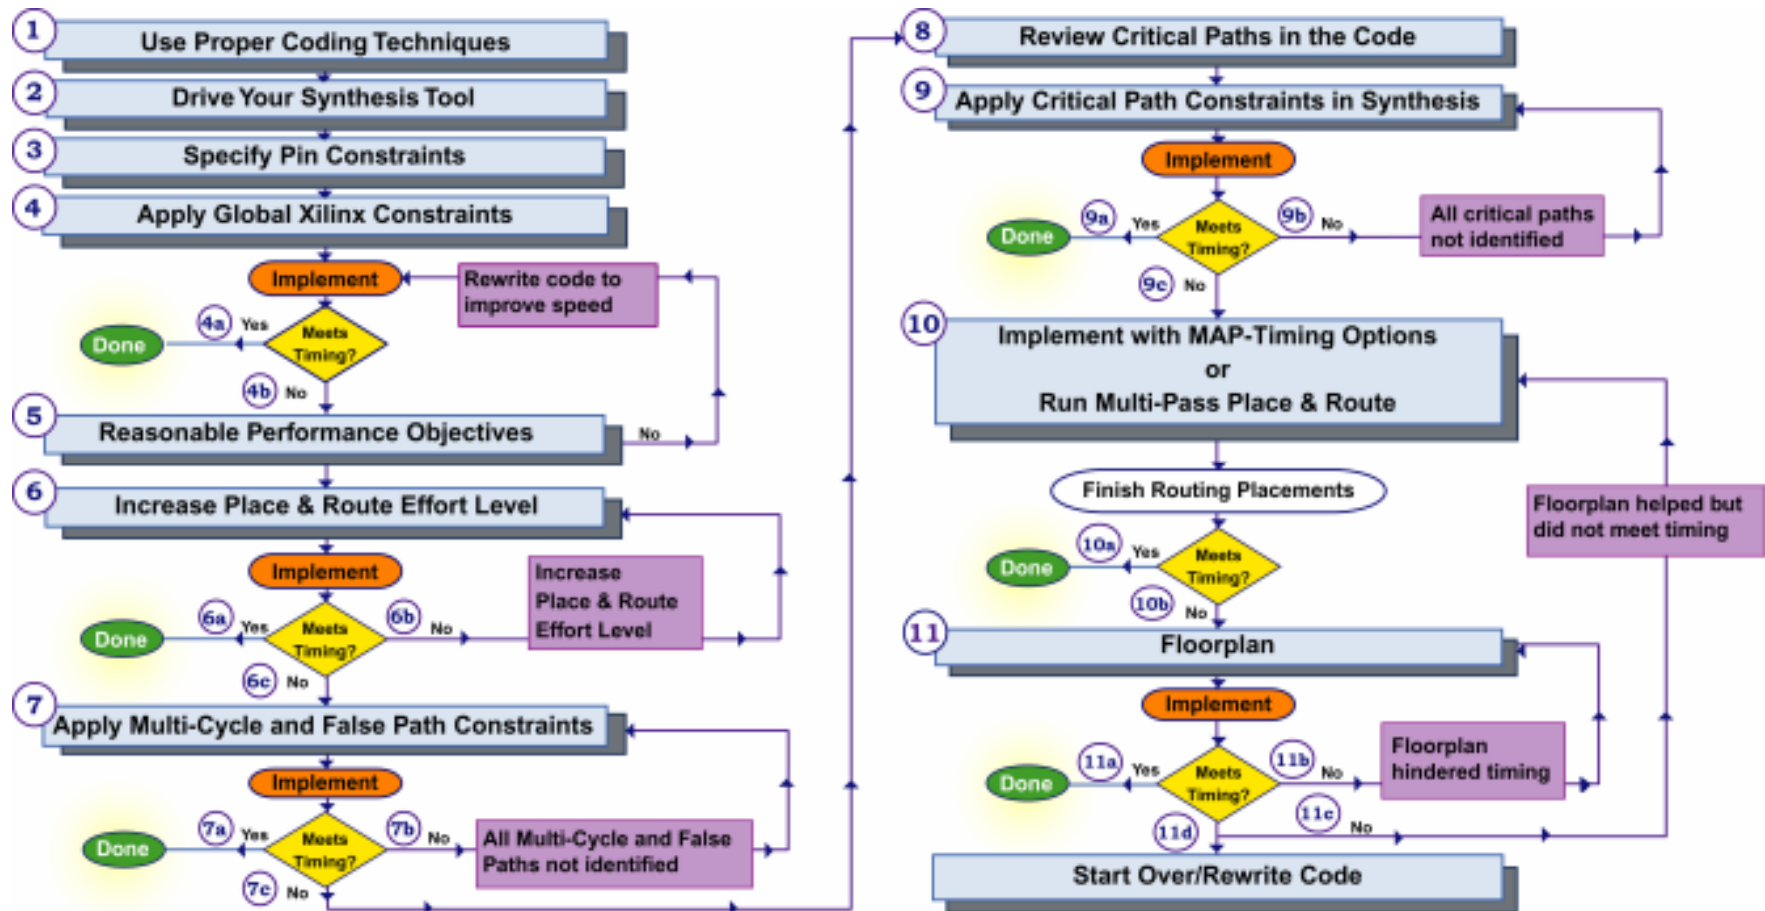 1
Use Proper Coding Techniques
2
Drive Your Synthesis Tool
3
Specify Pin Constraints
4
Apply Global Xilinx Constraints
Implement
Rewrite code to
improve speed
4a
Yes
Done
Meets
Timing?
4b
No
5
Reasonable Performance Objectives
No
6
Increase Place & Route Effort Level
Implement
Increase
Place & Route
Effort Level
6a
Yes
6b
No
Done
Meets
Timing?
6c
No
7
Apply Multi-Cycle and False Path Constraints
Implement
7a
Yes
7b
No
All Multi-Cycle and False
Paths not identified
Done
Meets
Timing?
7c
No
8
Review Critical Paths in the Code
9
Apply Critical Path Constraints in Synthesis
Implement
9a
Yes
9b
No
All critical paths
not identified
Done
Meets
Timing?
9c
No
10
Implement with MAP-Timing Options
or
Run Multi-Pass Place & Route
Finish Routing Placements
Floorplan helped but
did not meet timing
10a
Yes
Done
Meets
Timing?
10b
No
11
Floorplan
Implement
11a
Yes
11b
No
Floorplan
hindered timing
Done
Meets
Timing?
11c
No
11d
Start Over/Rewrite Code